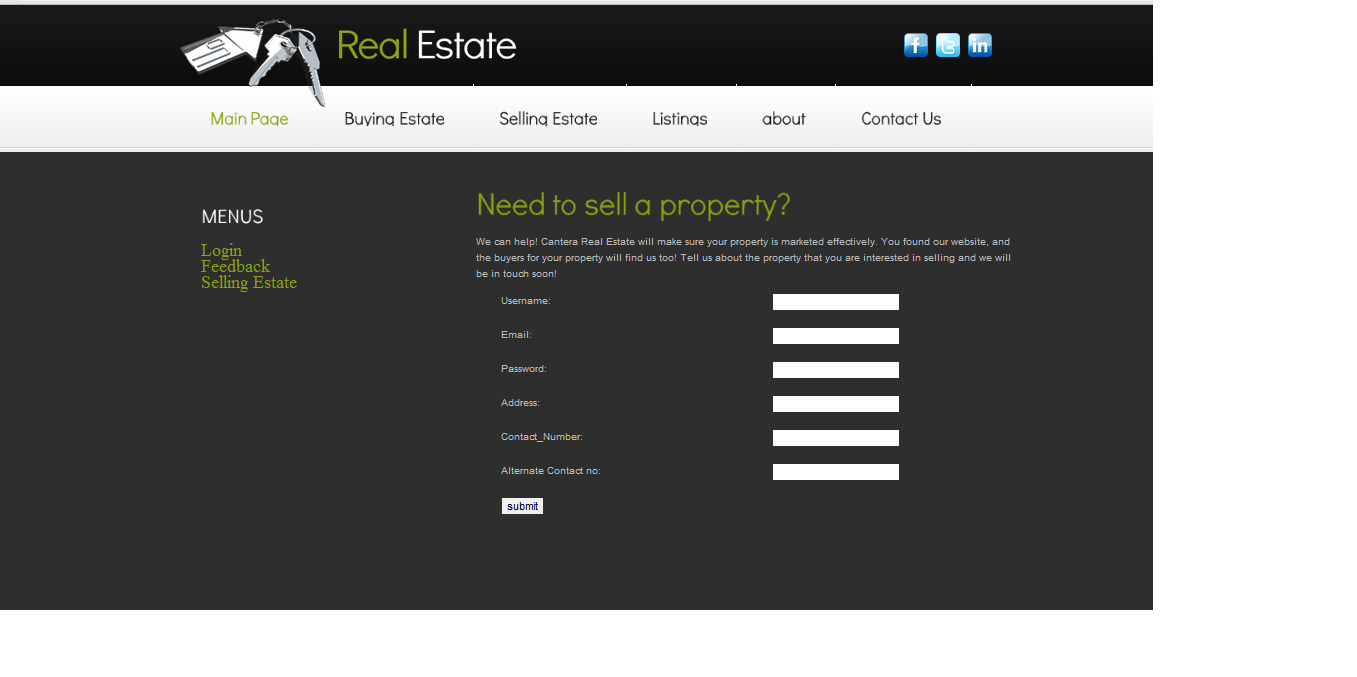 Real Estate
Main Page
Buying Estate
Selling Estate
Listings
about
Contact Us
MENUS
Login
Feedback
Selling Estate
Need to sell a property?
We can help! Cantera Real Estate will make sure your property is marketed effectively. You found our website, and
the buyers for your property will find us too! Tell us about the property that you are interested in selling and we will
be in touch soon!
Username:
Email:
Password:
Address:
Contact_Number:
Alternate Contact no:
submit